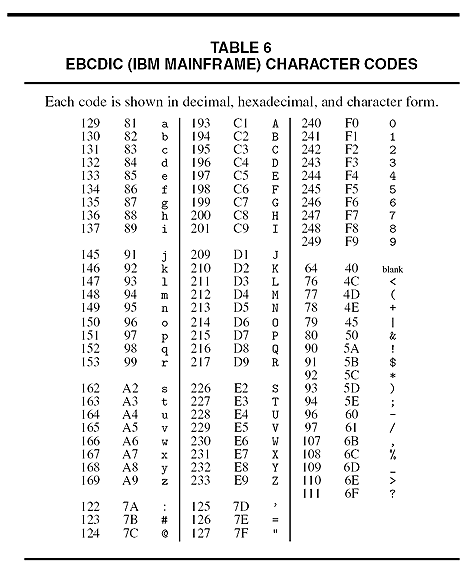 TABLE 6
EBCDIC (IBM MAINFRAME) CHARACTER CODES
Each code is shown in decimal, hexadecimal, and character form.
129 81 a 193 C1 A 240 F0 0
130 82 b 194 C2 B 241 F1 1
131 83 c 195 C3 C 242 F2 2
132 84 d 196 C4 D 243 F3 3
133 85 e 197 C5 E 244 F4 4
134 86 f 198 C6 F 245 F5 5
135 87 g 199 C7 G 246 F6 6
136 88 h 200 C8 H 247 F7 7
137 89 i 201 C9 I 248 F8 8
249 F9 9
145 91 j 209 D1 J
146 92 k 210 D2 K 64 40 blank
147 93 l 211 D3 L 76 4C <
148 94 m 212 D4 M 77 4D (
149 95 n 213 D5 N 78 4E +
150 96 o 214 D6 O 79 45 |
151 97 p 215 D7 P 80 50 &
152 98 q 216 D8 Q 90 5A !
153 99 r 217 D9 R 91 5B $
92 5C *
162 A2 s 226 E2 S 93 5D )
163 A3 t 227 E3 T 94 5E ;
164 A4 u 228 E4 U 96 60 -
165 A5 v 229 E5 V 97 61 /
166 A6 w 230 E6 W 107 6B ,
167 A7 x 231 E7 X 108 6C %
168 A8 y 232 E8 Y 109 6D _
169 A9 z 233 E9 Z 110 6E >
111 6F ?
122 7A : 125 7D '
123 7B # 126 7E =
124 7C @ 127 7F "